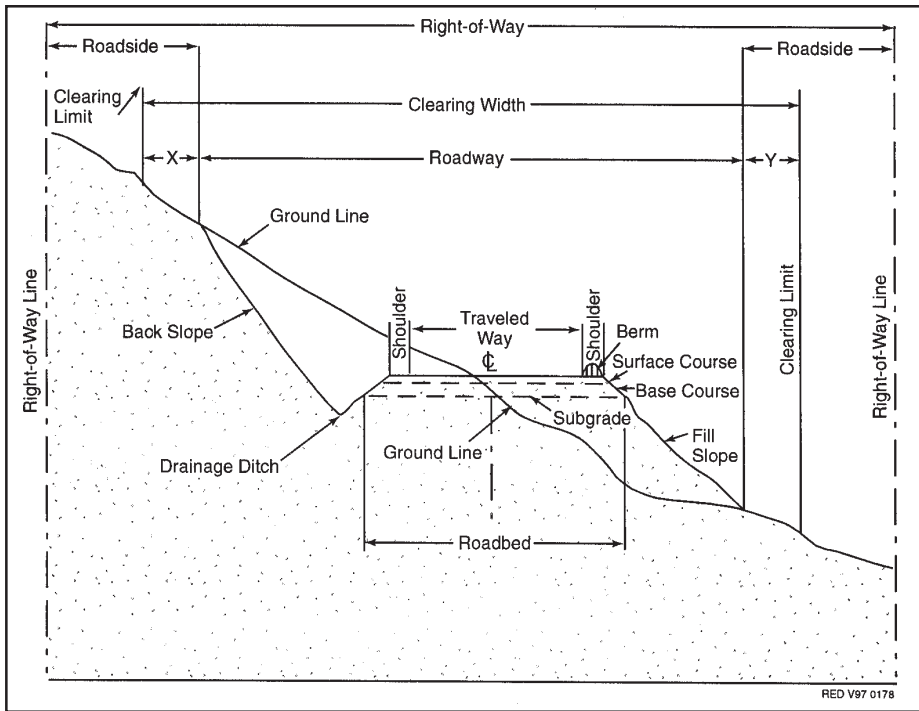 Right-of-Way
Roadside
Roadside
Clearing
Limit
Clearing Width
X
Roadway
Y
Ground Line
Right-of-Way Line
Back Slope
Shoulder
Traveled
Way
℄
Shoulder
Berm
Surface Course
Base Course
Clearing Limit
Right-of-Way Line
Subgrade
Fill
Slope
Drainage Ditch
Ground Line
Roadbed
RED V97 0178